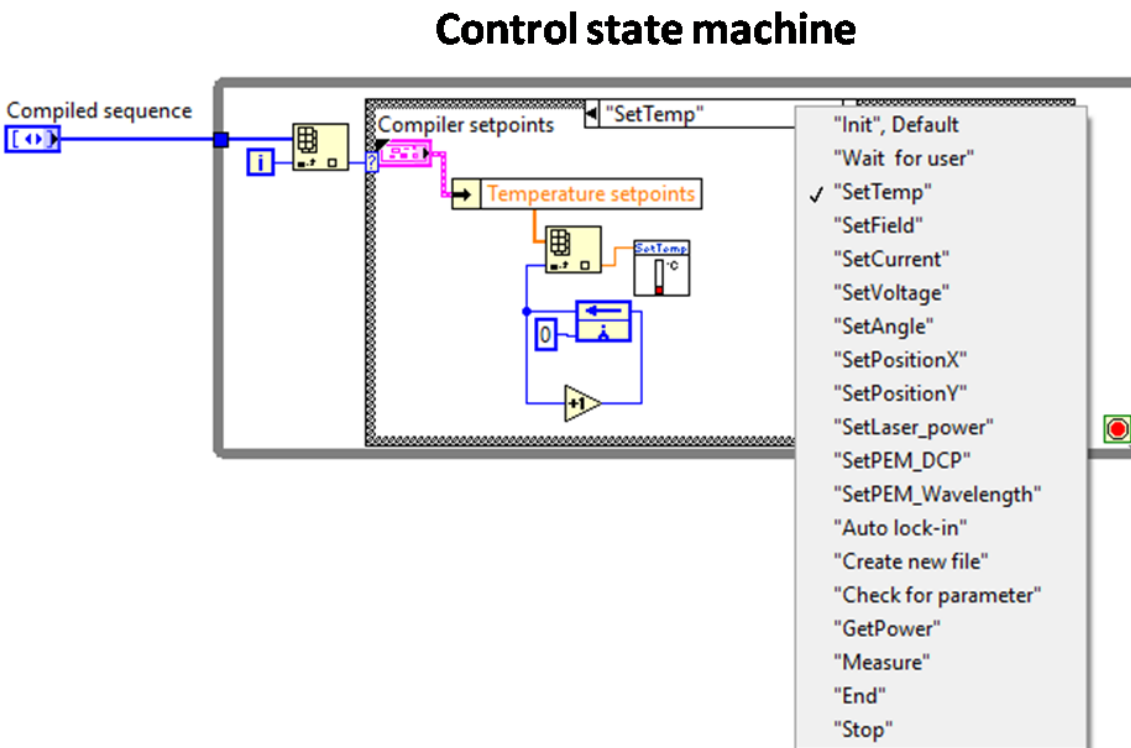 Control state machine
Compiled sequence
i
?
"SetTemp"
Compiler setpoints
Temperature setpoints
SetTemp
°C
0
+1
"Init", Default
"Wait  for user"
✓ "SetTemp"
"SetField"
"SetCurrent"
"SetVoltage"
"SetAngle"
"SetPositionX"
"SetPositionY"
"SetLaser_power"
"SetPEM_DCP"
"SetPEM_Wavelength"
"Auto lock-in"
"Create new file"
"Check for parameter"
"GetPower"
"Measure"
"End"
"Stop"